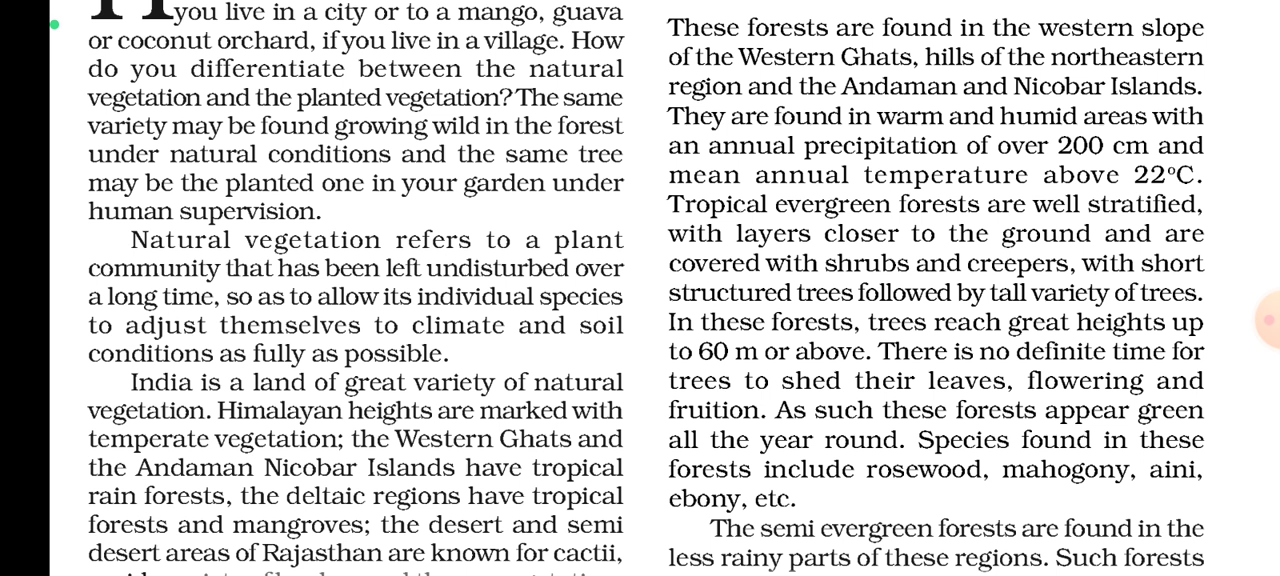 H you live in a city or to a mango, guava
or coconut orchard, if you live in a village. How
do you differentiate between the natural
vegetation and the planted vegetation? The same
variety may be found growing wild in the forest
under natural conditions and the same tree
may be the planted one in your garden under
human supervision.
Natural vegetation refers to a plant
community that has been left undisturbed over
a long time, so as to allow its individual species
to adjust themselves to climate and soil
conditions as fully as possible.
India is a land of great variety of natural
vegetation. Himalayan heights are marked with
temperate vegetation; the Western Ghats and
the Andaman Nicobar Islands have tropical
rain forests, the deltaic regions have tropical
forests and mangroves; the desert and semi
desert areas of Rajasthan are known for cactii,
These forests are found in the western slope
of the Western Ghats, hills of the northeastern
region and the Andaman and Nicobar Islands.
They are found in warm and humid areas with
an annual precipitation of over 200 cm and
mean annual temperature above 22°C.
Tropical evergreen forests are well stratified,
with layers closer to the ground and are
covered with shrubs and creepers, with short
structured trees followed by tall variety of trees.
In these forests, trees reach great heights up
to 60 m or above. There is no definite time for
trees to shed their leaves, flowering and
fruition. As such these forests appear green
all the year round. Species found in these
forests include rosewood, mahogony, aini,
ebony, etc.
The semi evergreen forests are found in the
less rainy parts of these regions. Such forests